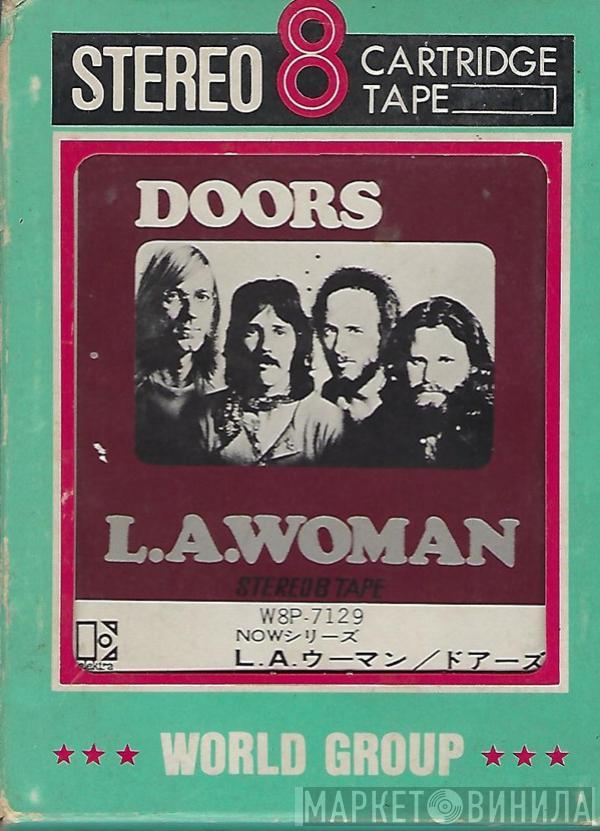 STEREO 8 CARTRIDGE
TAPE
DOORS
L.A.WOMAN
STEREO 8 TAPE
W8P-7129
NOWシリーズ
elektra
L.A.ウーマン/ドアーズ
★★★ WORLD GROUP ★★★
МАРКЕТ ВИНИЛА